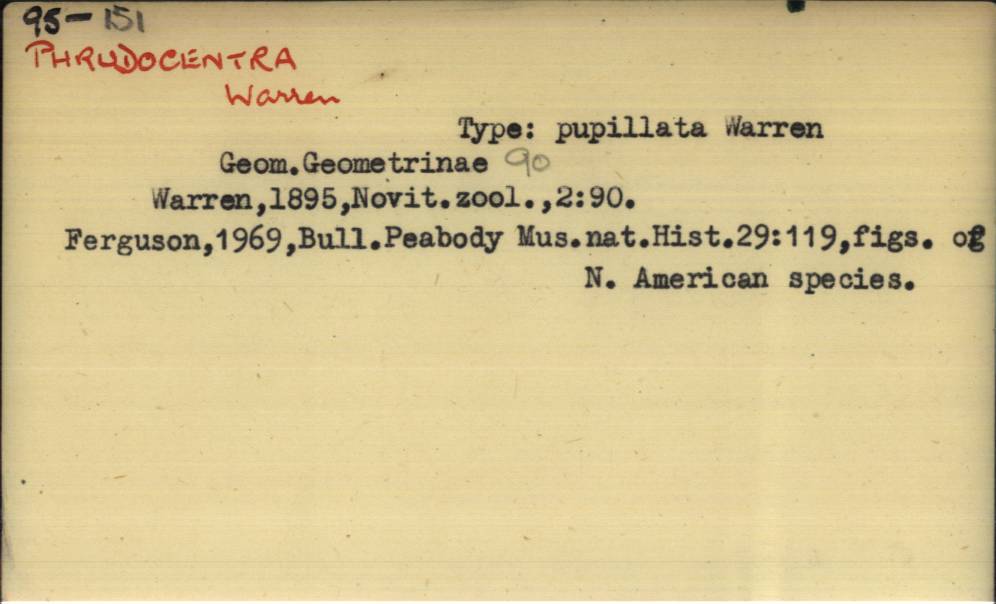 95-151
PHRUDOCENTRA
Warren
Type: pupillata Warren
Geom.Geometrinae 90
Warren,1895,Novit.zool.,2:90.
Ferguson,1969,Bull.Peabody Mus.nat.Hist.29:119,figs. of
N. American species.